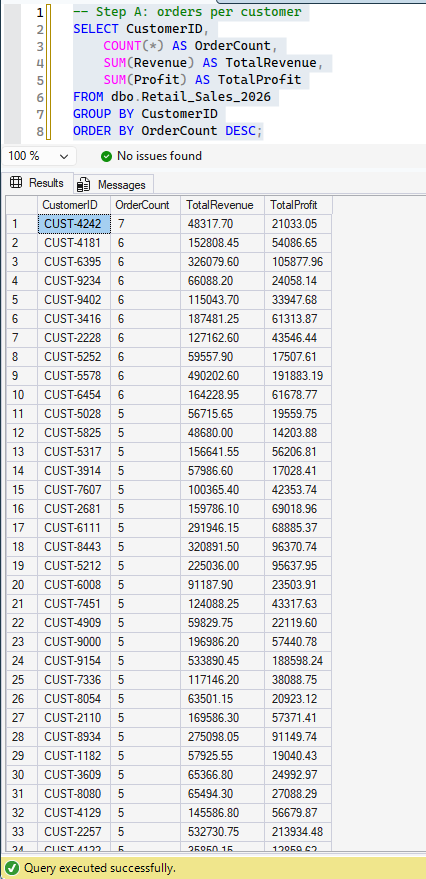 1 -- Step A: orders per customer
2 SELECT CustomerID,
3 COUNT(*) AS OrderCount,
4 SUM(Revenue) AS TotalRevenue,
5 SUM(Profit) AS TotalProfit
6 FROM dbo.Retail_Sales_2026
7 GROUP BY CustomerID
8 ORDER BY OrderCount DESC;
100 % No issues found
Results Messages
CustomerID OrderCount TotalRevenue TotalProfit
1 CUST-4242 7 48317.70 21033.05
2 CUST-4181 6 152808.45 54086.65
3 CUST-6395 6 326079.60 105877.96
4 CUST-9234 6 66088.20 24058.14
5 CUST-9402 6 115043.70 33947.68
6 CUST-3416 6 187481.25 61313.87
7 CUST-2228 6 127162.60 43546.44
8 CUST-5252 6 59557.90 17507.61
9 CUST-5578 6 490202.60 191883.19
10 CUST-6454 6 164228.95 61678.77
11 CUST-5028 5 56715.65 19559.75
12 CUST-5825 5 48680.00 14203.88
13 CUST-5317 5 156641.55 56206.81
14 CUST-3914 5 57986.60 17028.41
15 CUST-7607 5 100365.40 42353.74
16 CUST-2681 5 159786.10 69018.96
17 CUST-6111 5 291946.15 68885.37
18 CUST-8443 5 320891.50 96370.74
19 CUST-5212 5 225036.00 95637.95
20 CUST-6008 5 91187.90 23503.91
21 CUST-7451 5 124088.25 43317.63
22 CUST-4909 5 59829.75 22119.60
23 CUST-9000 5 196986.20 57440.78
24 CUST-9154 5 533890.45 188598.24
25 CUST-7336 5 117146.20 38088.75
26 CUST-8054 5 63501.15 20923.12
27 CUST-2110 5 169586.30 57371.41
28 CUST-8934 5 275098.05 91149.74
29 CUST-1182 5 57925.55 19040.43
30 CUST-3609 5 65366.80 24992.97
31 CUST-8080 5 65494.30 27088.29
32 CUST-4129 5 145586.80 56679.87
33 CUST-2257 5 532730.75 213934.48
34 CUST-4122 5 35850.15 12859.62
Query executed successfully.